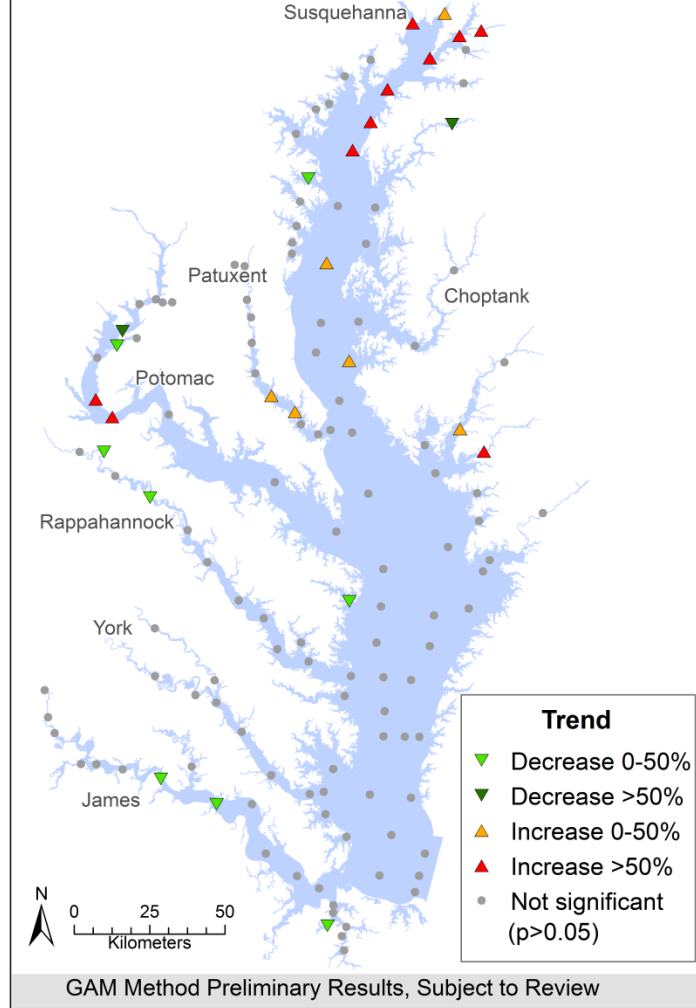 Susquehanna
Patuxent
Choptank
Potomac
Rappahannock
York
James
N
0 25 50
Kilometers
Trend
Decrease 0-50%
Decrease >50%
Increase 0-50%
Increase >50%
Not significant
(p>0.05)
GAM Method Preliminary Results, Subject to Review